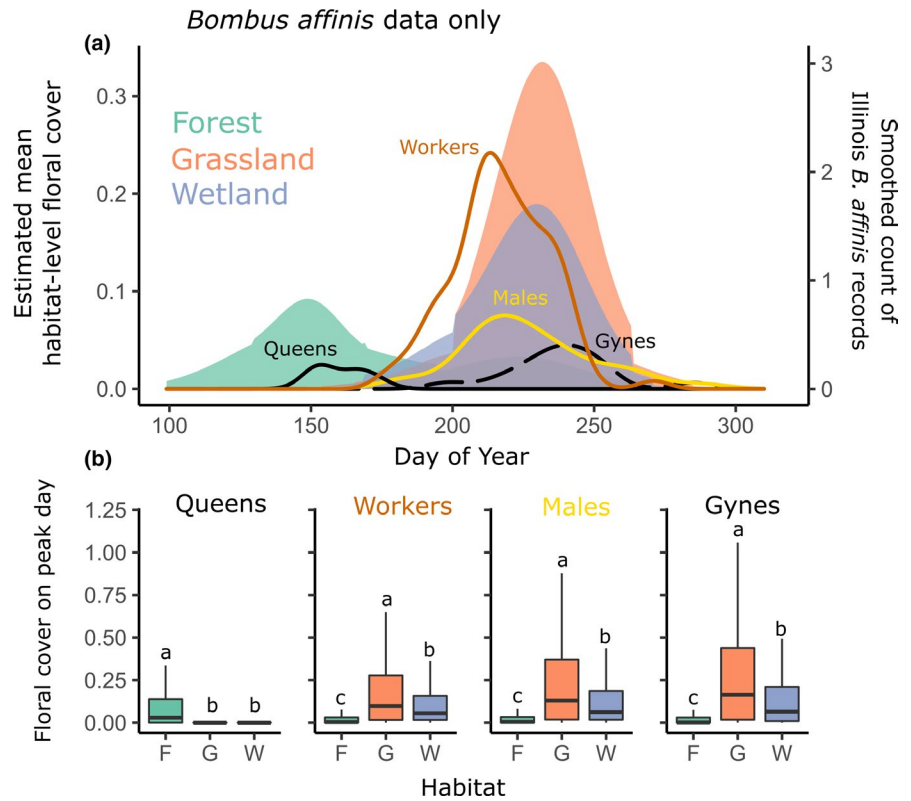 Bombus affinis data only
(a)
Estimated mean
habitat-level floral cover
0.3
0.2
0.1
0.0
Forest
Grassland
Wetland
Workers
Males
Queens
Gynes
3
2
1
0
Smoothed count of
Illinois B. affinis records
100
150
200
250
300
Day of Year
(b)
Floral cover on peak day
1.25
1.00
0.75
0.50
0.25
0.00
Queens
a
b
b
F
G
W
Workers
c
a
b
F
G
W
Males
c
a
b
F
G
W
Gynes
c
a
b
F
G
W
Habitat